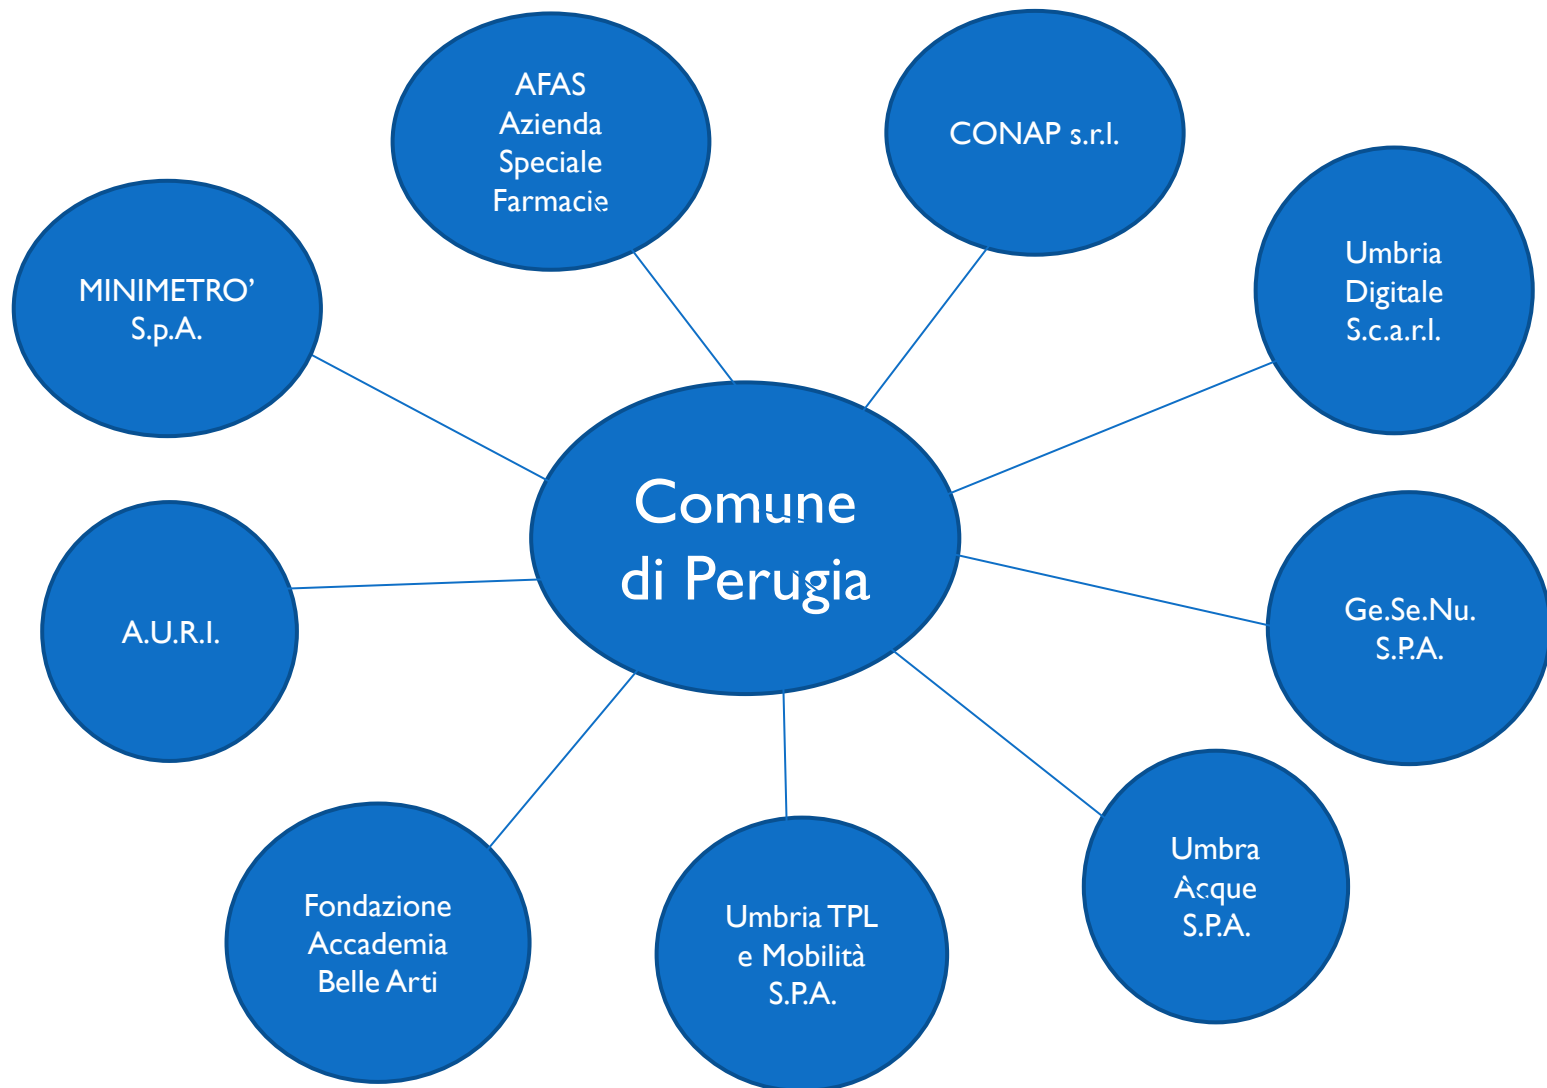 AFAS
Azienda
Speciale
Farmacie
CONAP s.r.l.
MINIMETRO’
S.p.A.
Umbria
Digitale
S.c.a.r.l.
Comune
di Perugia
A.U.R.I.
Ge.Se.Nu.
S.P.A.
Fondazione
Accademia
Belle Arti
Umbria TPL
e Mobilità
S.P.A.
Umbra
Acque
S.P.A.